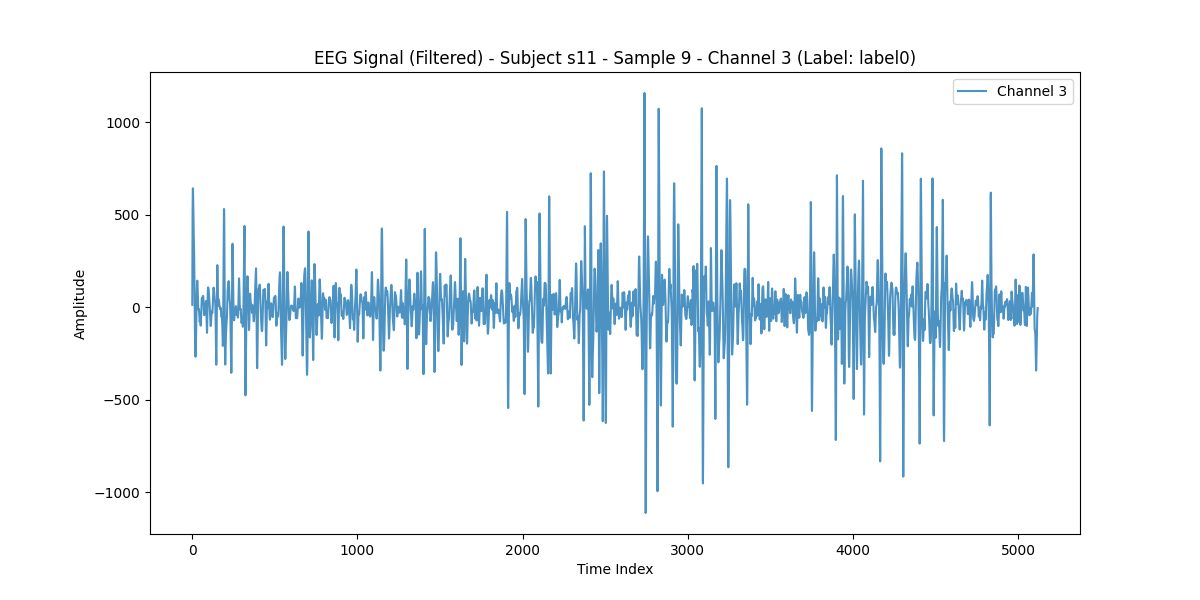 EEG Signal (Filtered) - Subject s11 - Sample 9 - Channel 3 (Label: label0)
Channel 3
1000
500
0
−500
−1000
Amplitude
0 1000 2000 3000 4000 5000
Time Index